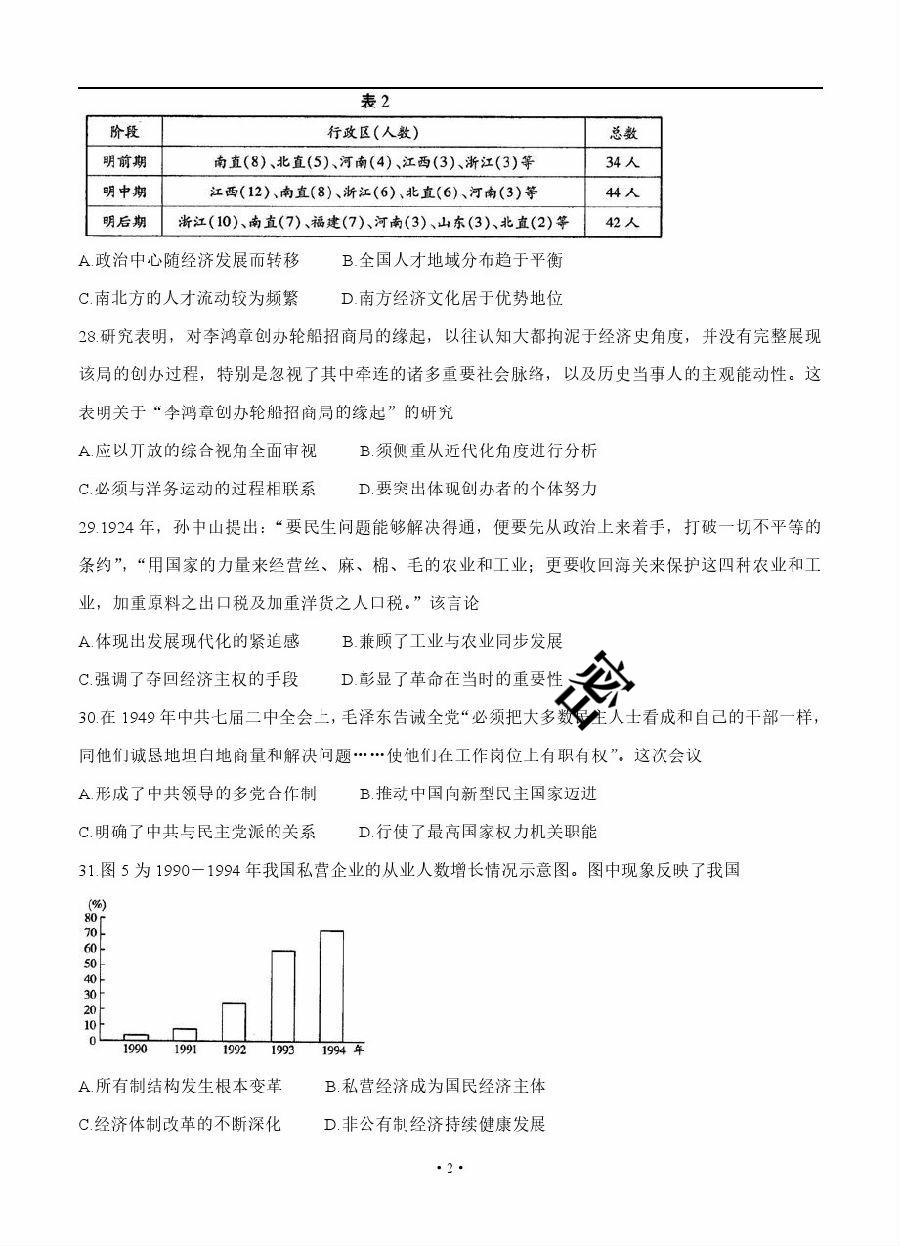 表 2
阶段 行政区(人数) 总数
明前期 南直(8)、北直(5)、河南(4)、江西(3)、浙江(3)等 34 人
明中期 江西(12)、南直(8)、浙江(6)、北直(6)、河南(3)等 44 人
明后期 浙江(10)、南直(7)、福建(7)、河南(3)、山东(3)、北直(2)等 42 人
A.政治中心随经济发展而转移 B.全国人才地域分布趋于平衡
C.南北方的人才流动较为频繁 D.南方经济文化居于优势地位
28.研究表明，对李鸿章创办轮船招商局的缘起，以往认知大都拘泥于经济史角度，并没有完整展现
该局的创办过程，特别是忽视了其中牵连的诸多重要社会脉络，以及历史当事人的主观能动性。这
表明关于“李鸿章创办轮船招商局的缘起”的研究
A.应以开放的综合视角全面审视 B.须侧重从近代化角度进行分析
C.必须与洋务运动的过程相联系 D.要突出体现创办者的个体努力
29.1924 年，孙中山提出：“要民生问题能够解决得通，便要先从政治上来着手，打破一切不平等的
条约”，“用国家的力量来经营丝、麻、棉、毛的农业和工业；更要收回海关来保护这四种农业和工
业，加重原料之出口税及加重洋货之人口税。”该言论
A.体现出发展现代化的紧迫感 B.兼顾了工业与农业同步发展
C.强调了夺回经济主权的手段 D.彰显了革命在当时的重要性
密
30.在 1949 年中共七届二中全会上，毛泽东告诫全党“必须把大多数民主人士看成和自己的干部一样，
同他们诚恳地坦白地商量和解决问题……使他们在工作岗位上有职有权”。这次会议
A.形成了中共领导的多党合作制 B.推动中国向新型民主国家迈进
C.明确了中共与民主党派的关系 D.行使了最高国家权力机关职能
31.图 5 为 1990－1994 年我国私营企业的从业人数增长情况示意图。图中现象反映了我国
(%)
80
70
60
50
40
30
20
10
0
1990 1991 1992 1993 1994 年
A.所有制结构发生根本变革 B.私营经济成为国民经济主体
C.经济体制改革的不断深化 D.非公有制经济持续健康发展
• 2 •